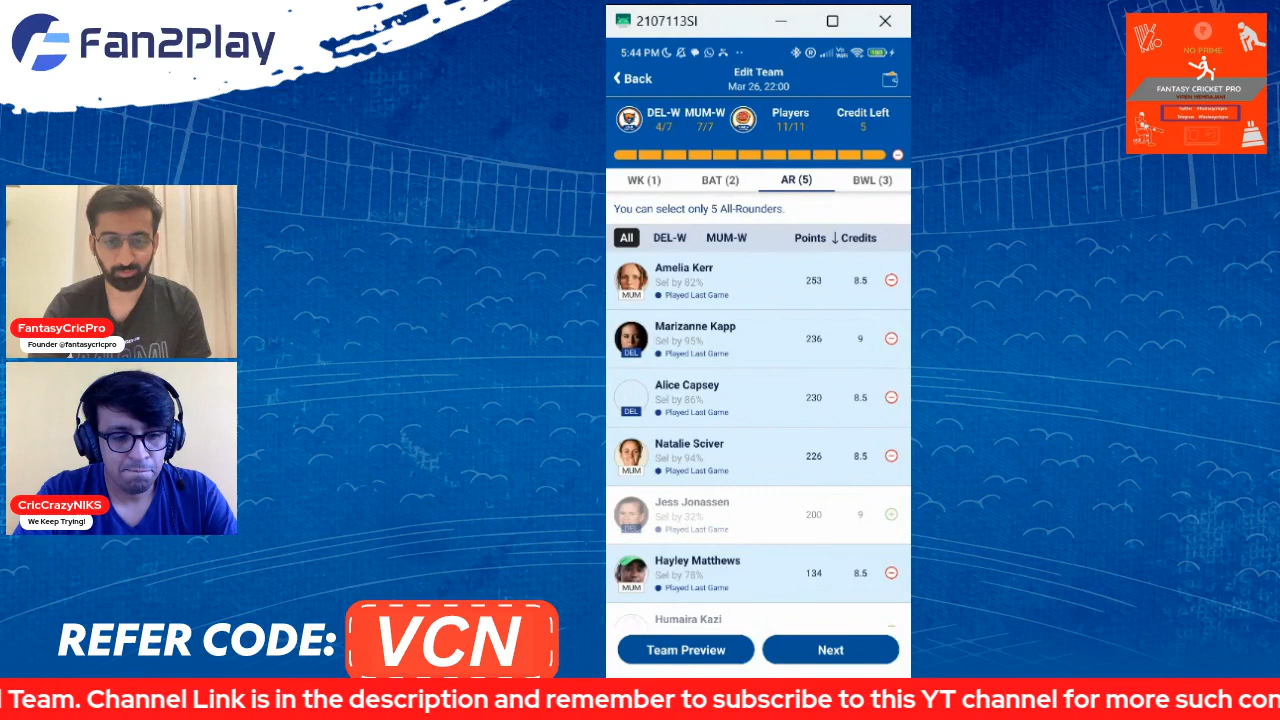 Fan2Play
FantasyCricPro
Founder @fantasycricpro
CricCrazyNIKS
We Keep Trying!
REFER CODE: VCN
2107113SI
5:44 PM
Back
Edit Team
Mar 26, 22:00
DEL-W MUM-W Players Credit Left
4/7 7/7 11/11 5
WK (1) BAT (2) AR (5) BWL (3)
You can select only 5 All-Rounders.
All DEL-W MUM-W Points ↓ Credits
Amelia Kerr
Sel by 82%
253 8.5
MUM Played Last Game
Marizanne Kapp
Sel by 95%
236 9
DEL Played Last Game
Alice Capsey
Sel by 86%
230 8.5
DEL Played Last Game
Natalie Sciver
Sel by 94%
226 8.5
MUM Played Last Game
Jess Jonassen
Sel by 32%
200 9
DEL Played Last Game
Hayley Matthews
Sel by 78%
134 8.5
MUM Played Last Game
Humaira Kazi
Team Preview Next
NO PRIME
FANTASY CRICKET PRO
l Team. Channel Link is in the description and remember to subscribe to this YT channel for more such con